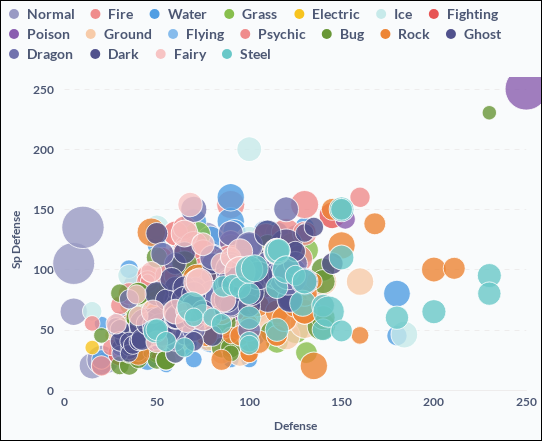 Normal Fire Water Grass Electric Ice Fighting
Poison Ground Flying Psychic Bug Rock Ghost
Dragon Dark Fairy Steel
250
200
150
100
50
0
Sp Defense
0 50 100 150 200 250
Defense